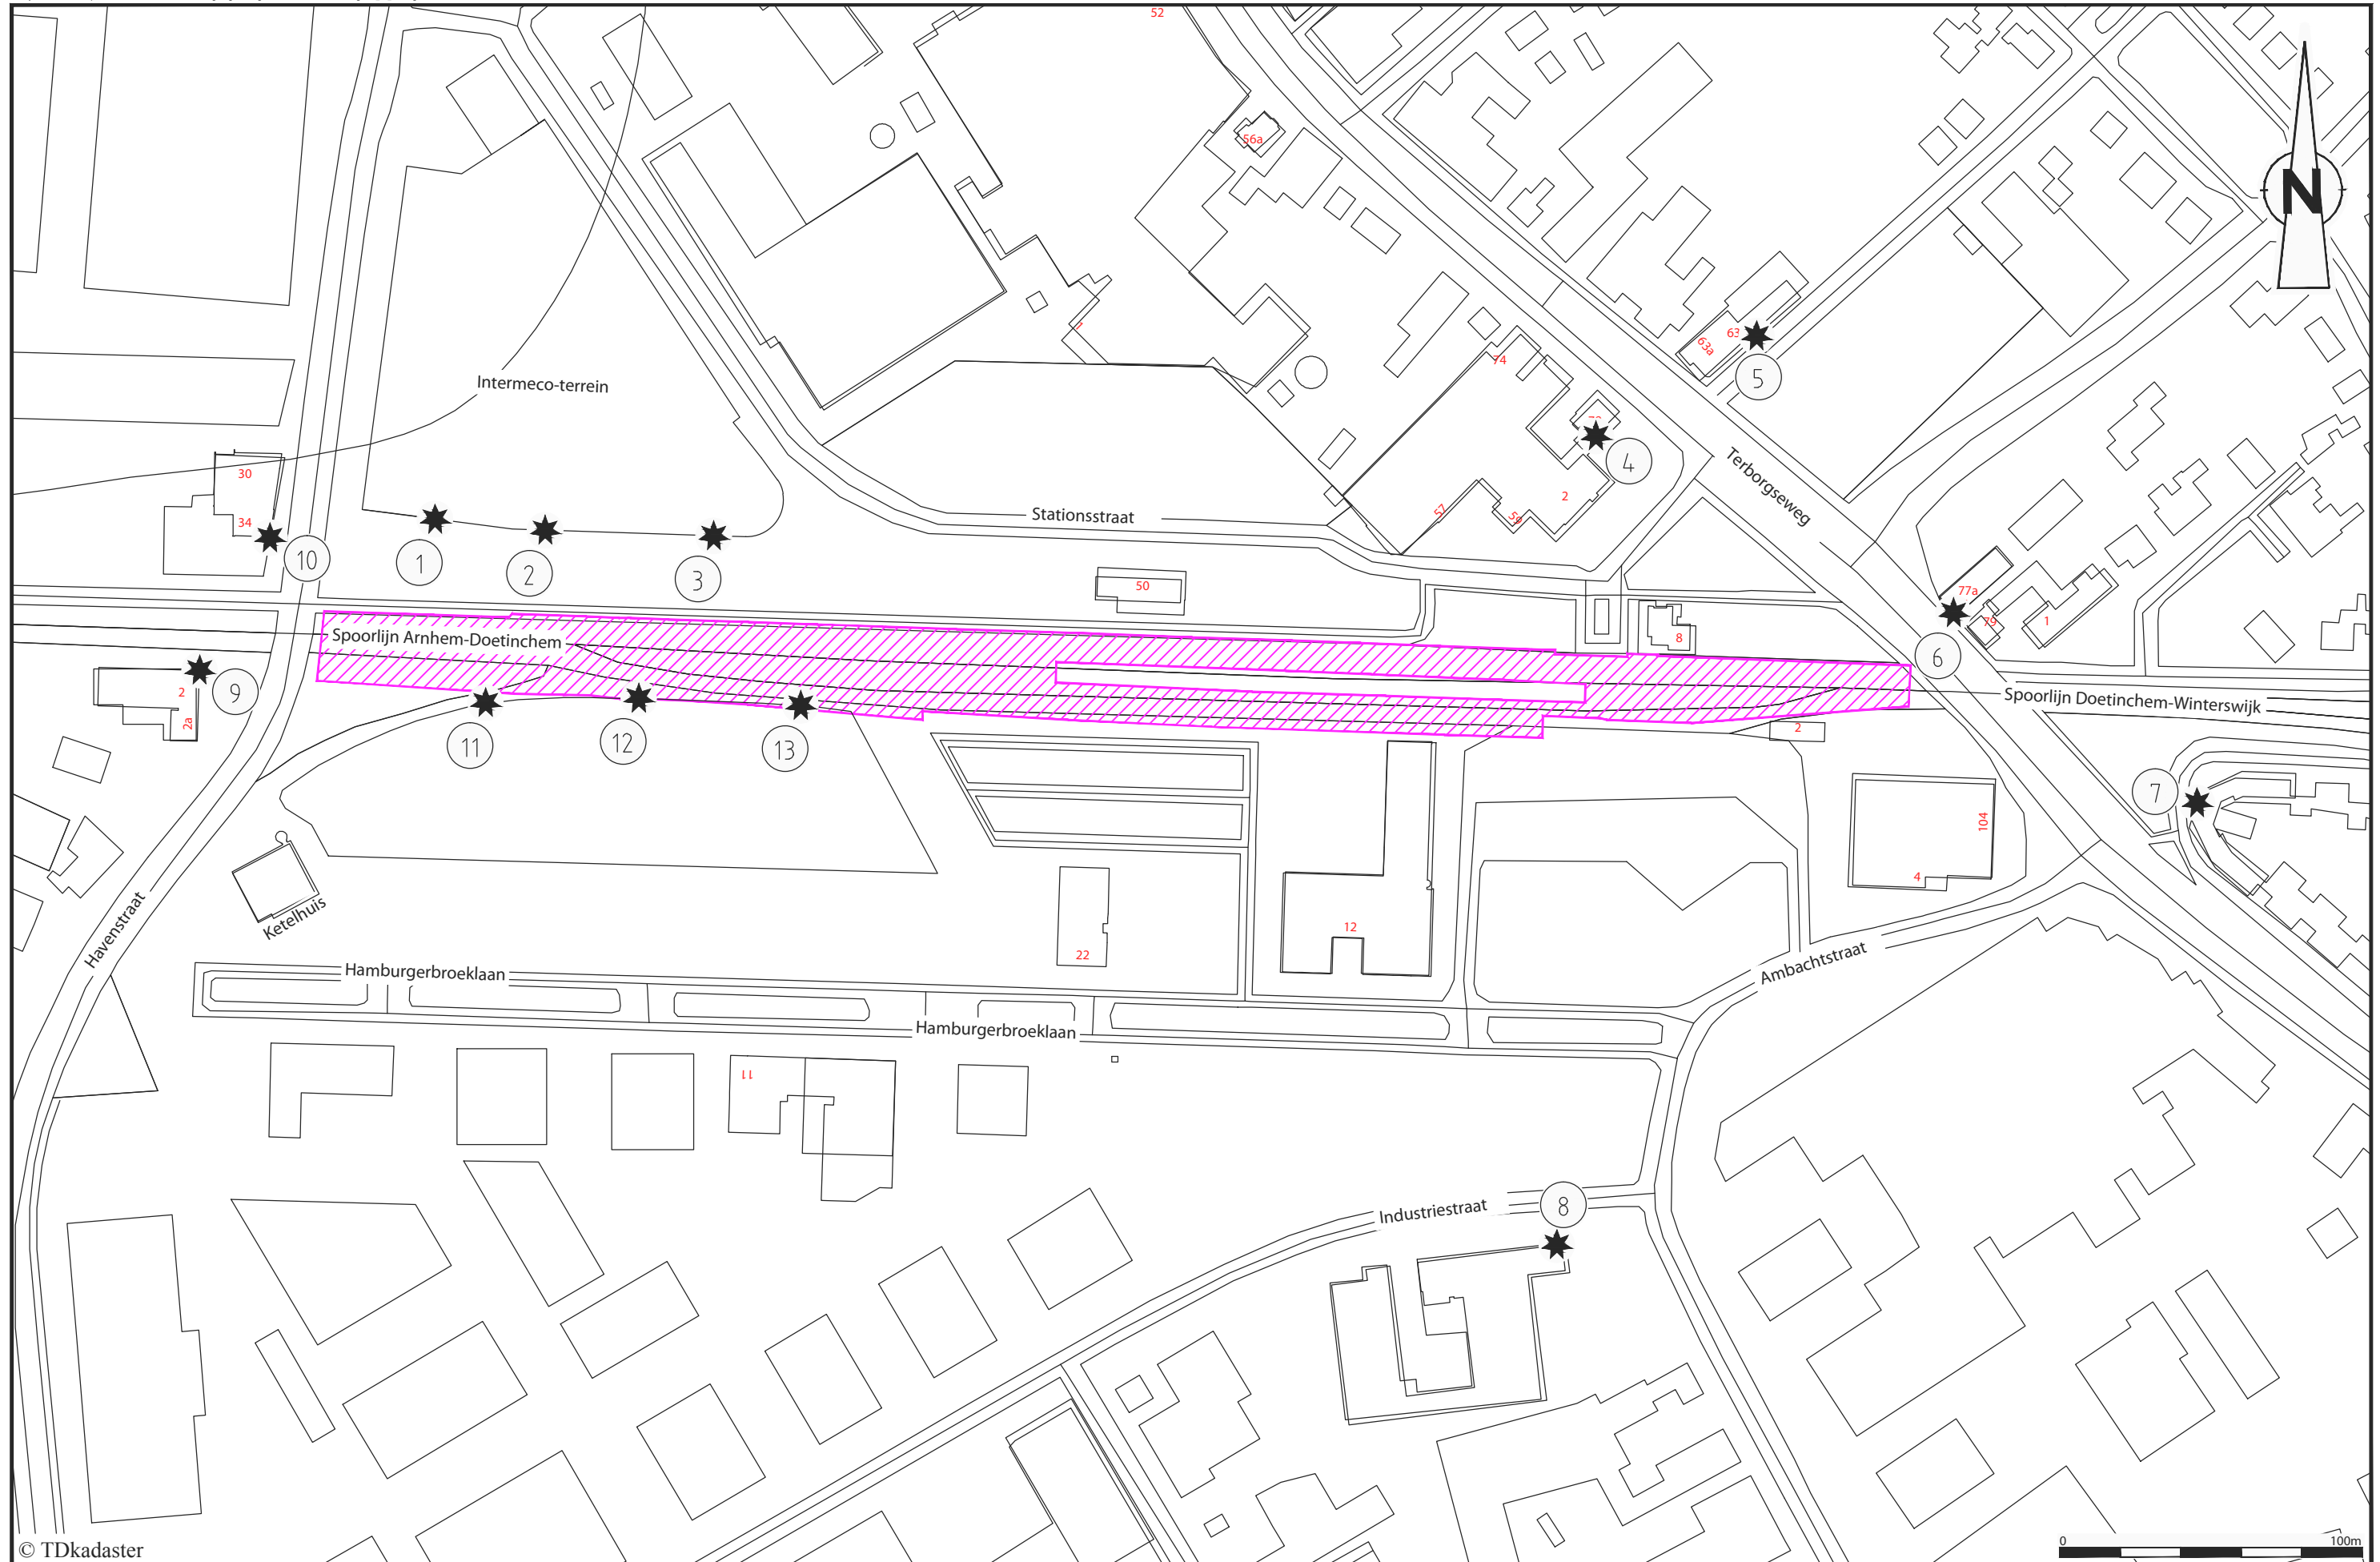 52
56a
N
1
63
63a
5
74
Intermeco-terrein
4
30
Terborgseweg
2
57
59
Stationsstraat
34
10
1
2
3
50
77a
79
1
8
6
Spoorlijn Arnhem-Doetinchem
Spoorlijn Doetinchem-Winterswijk
2
2a
9
11
12
13
2
7
104
4
Ketelhuis
Havenstraat
12
22
Ambachtstraat
Hamburgerbroeklaan
Hamburgerbroeklaan
11
8
Industriestraat
© TDkadaster
0 100m